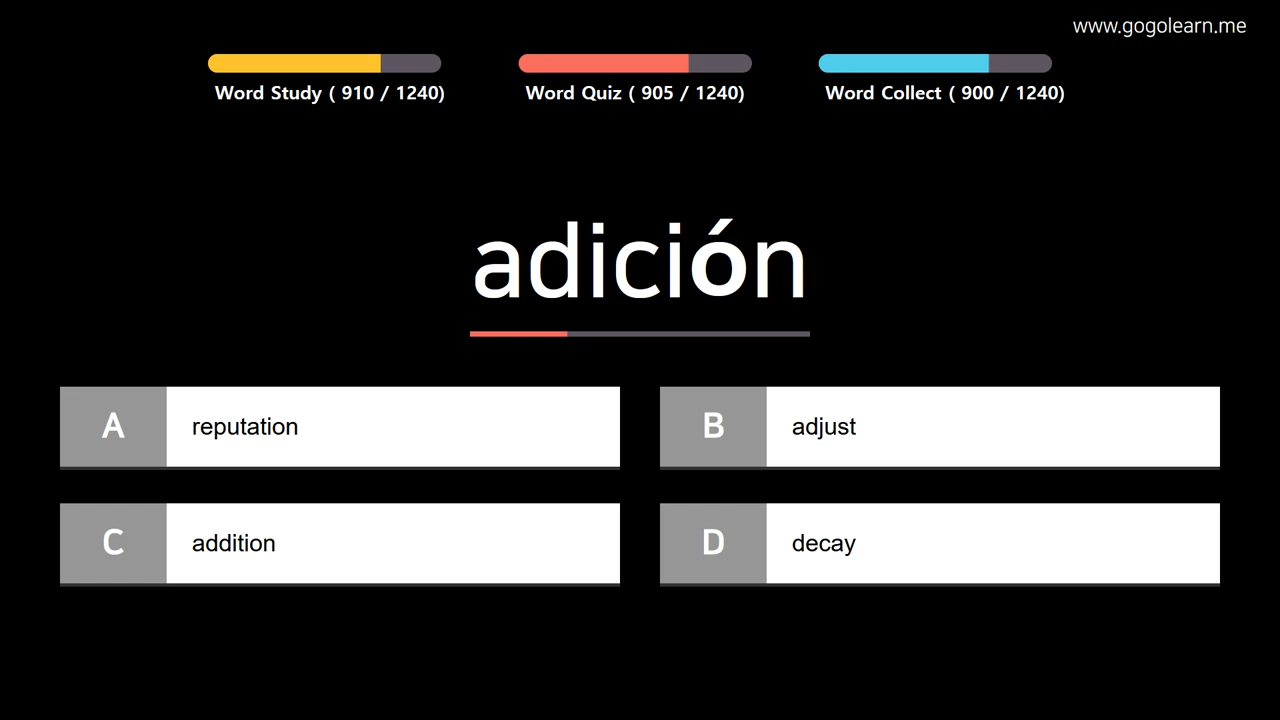 www.gogolearn.me
Word Study ( 910 / 1240)
Word Quiz ( 905 / 1240)
Word Collect ( 900 / 1240)
adición
A reputation
B adjust
C addition
D decay